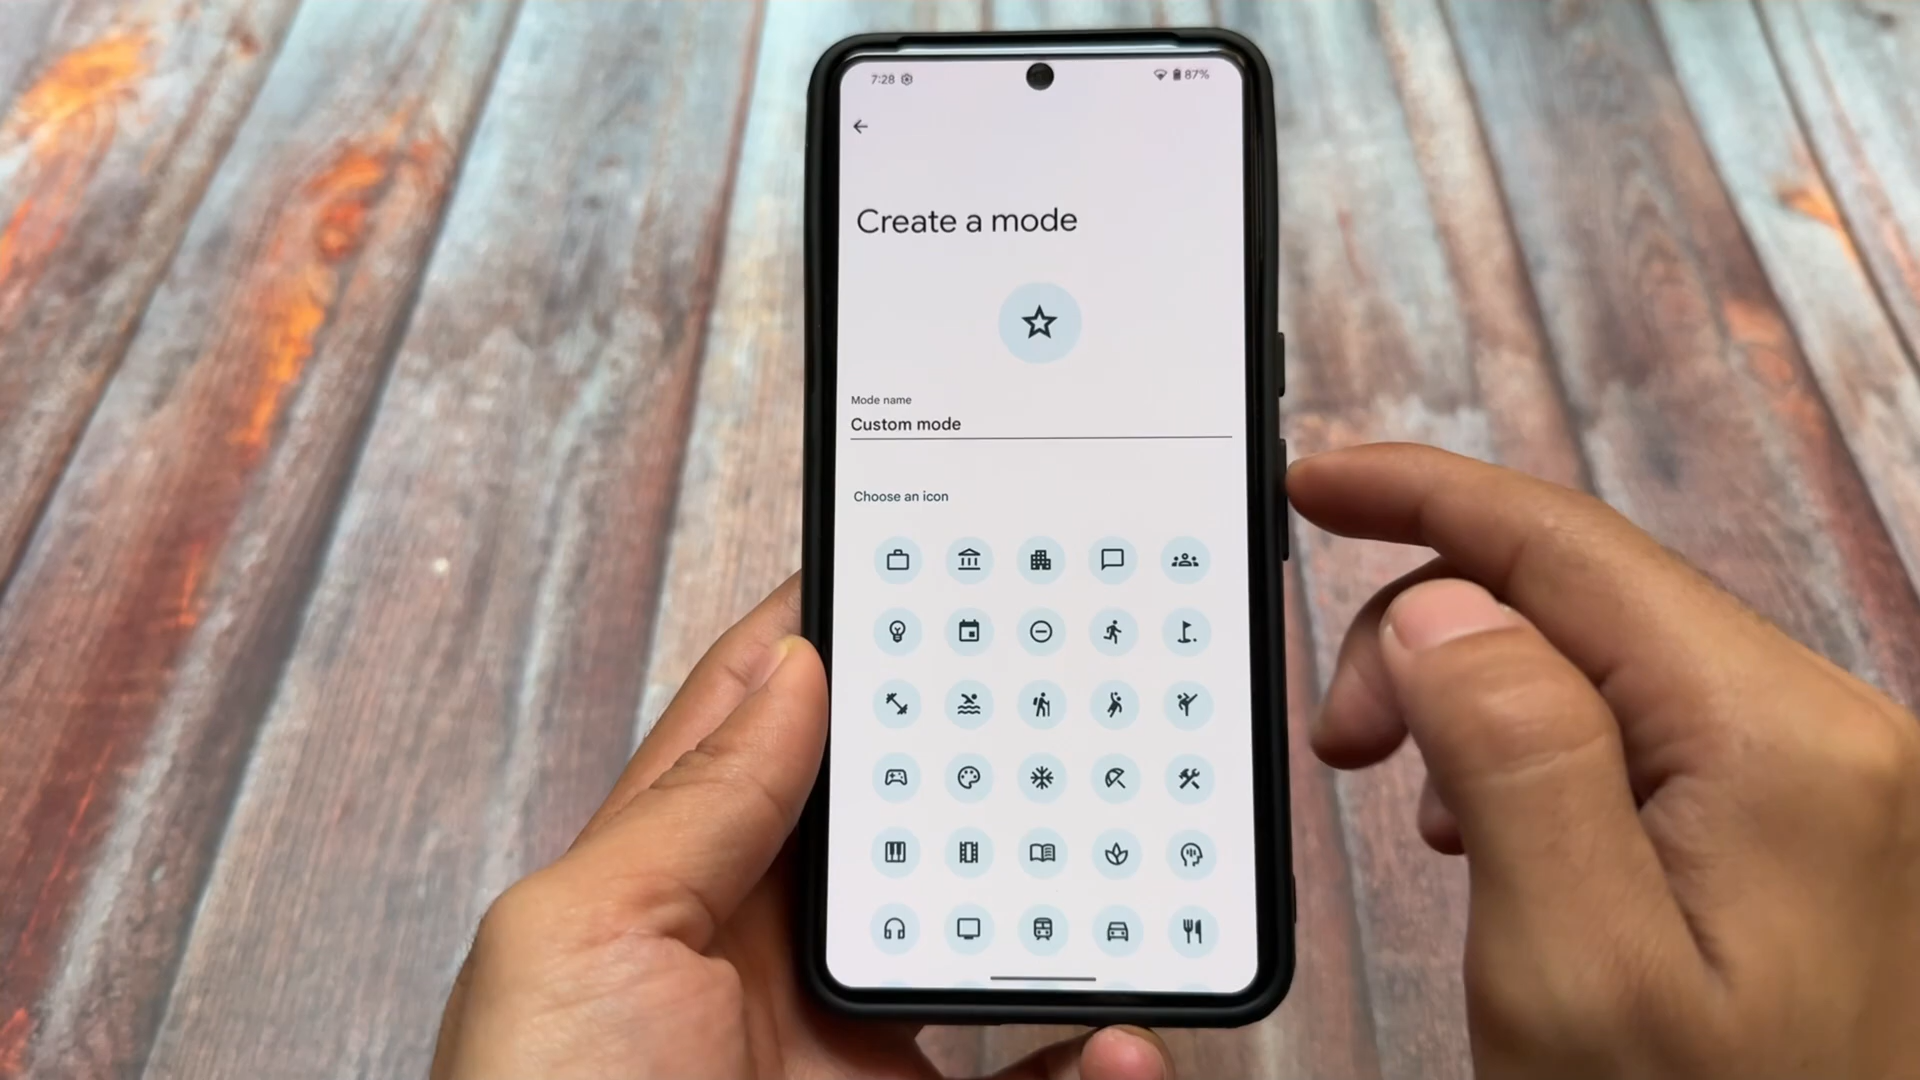 7:28 87%
Create a mode
Mode name
Custom mode
Choose an icon